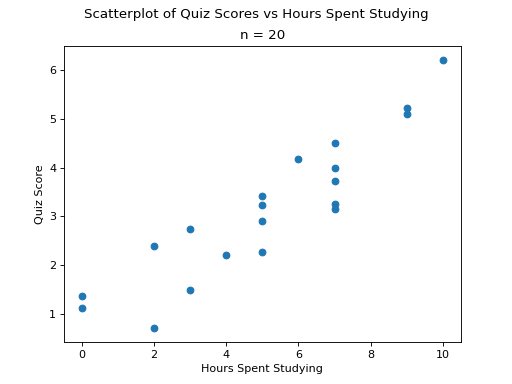 Scatterplot of Quiz Scores vs Hours Spent Studying
n = 20
6
5
4
3
2
1
Quiz Score
0 2 4 6 8 10
Hours Spent Studying